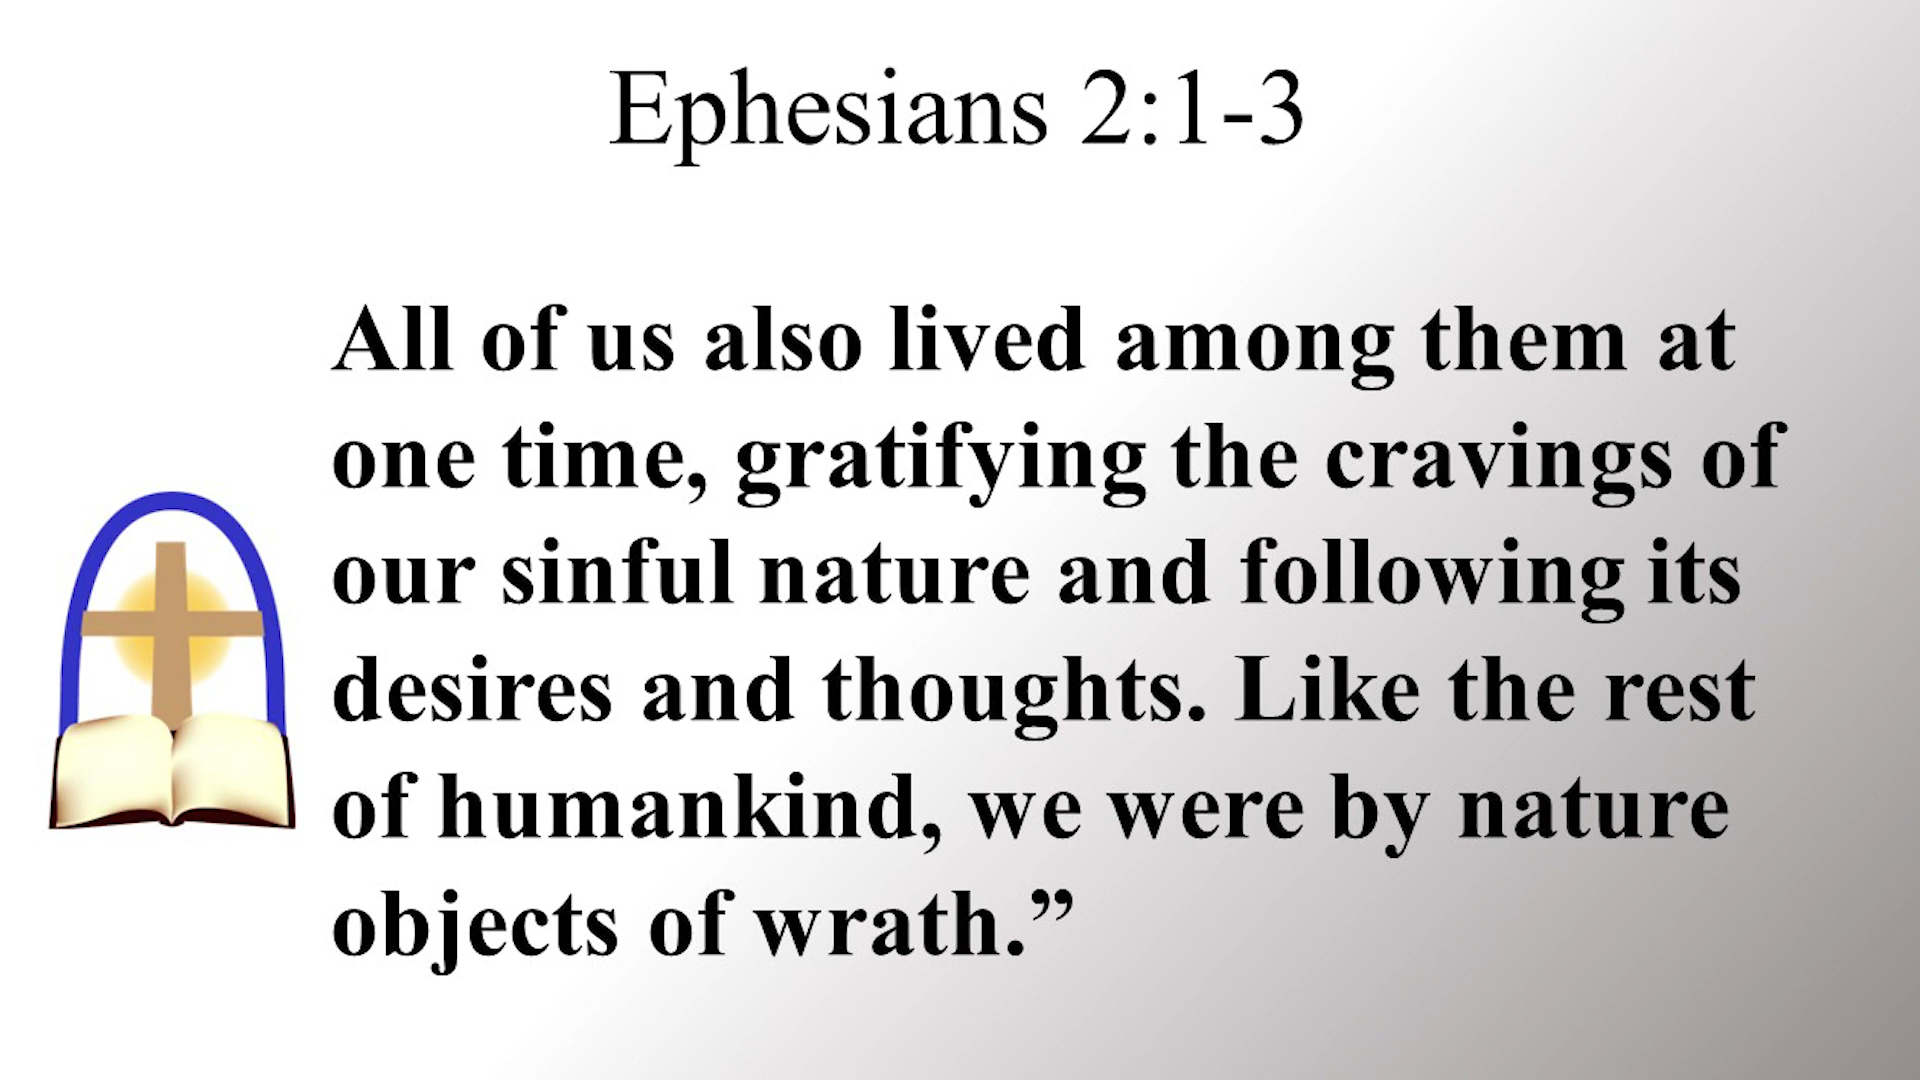 Ephesians 2:1-3
All of us also lived among them at
one time, gratifying the cravings of
our sinful nature and following its
desires and thoughts. Like the rest
of humankind, we were by nature
objects of wrath.”